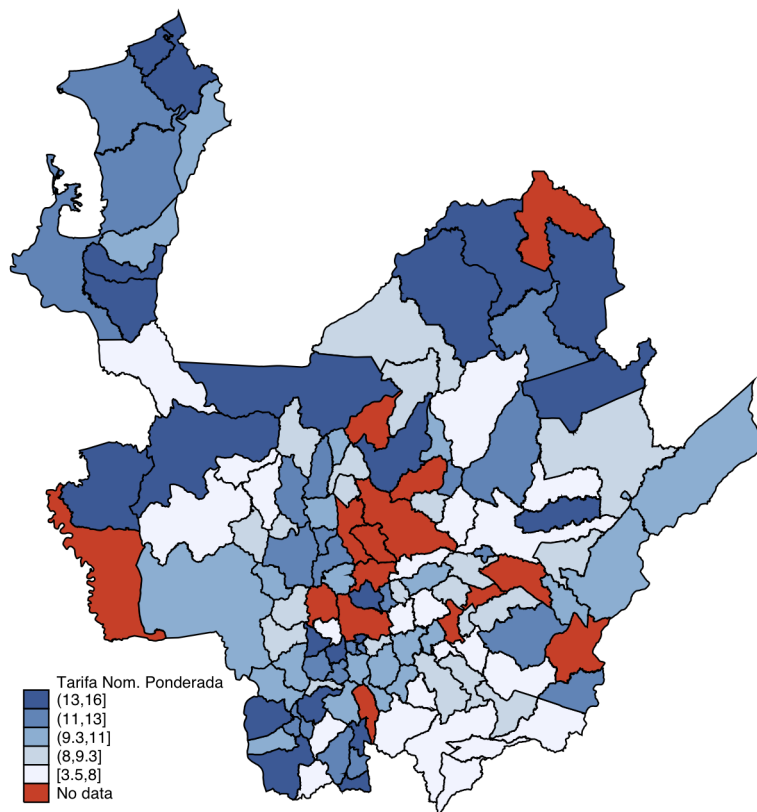 Tarifa Nom. Ponderada
(13,16]
(11,13]
(9.3,11]
(8,9.3]
[3.5,8]
No data